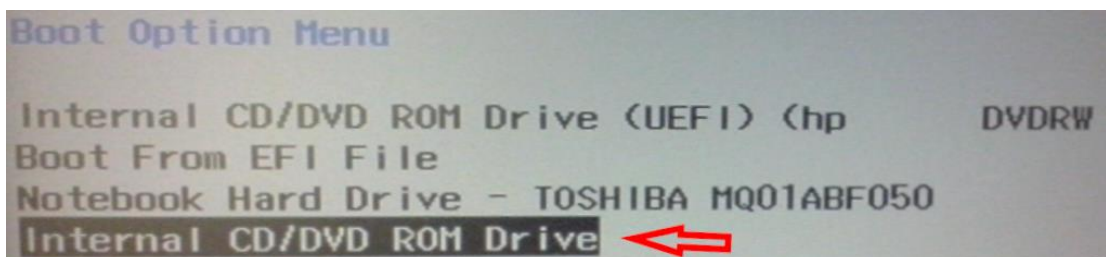 Boot Option Menu
Internal CD/DVD ROM Drive (UEFI) (hp DVDRW
Boot From EFI File
Notebook Hard Drive - TOSHIBA MQ01ABF050
Internal CD/DVD ROM Drive